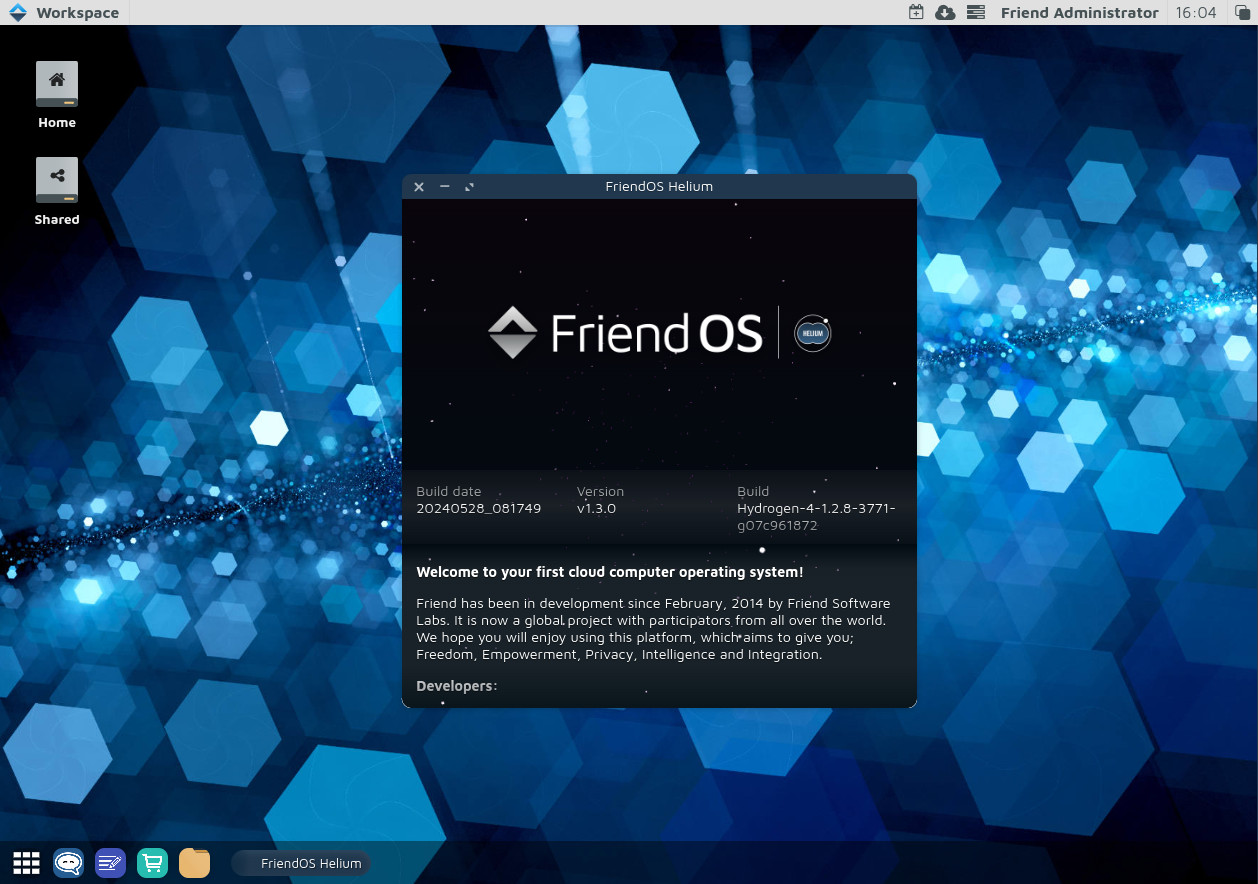 Workspace
Friend Administrator 16:04
Home
Shared
FriendOS Helium
Friend OS HELIUM
Build date Version Build
20240528_081749 v1.3.0 Hydrogen-4-1.2.8-3771-
g07c961872
Welcome to your first cloud computer operating system!
Friend has been in development since February, 2014 by Friend Software
Labs. It is now a global project with participators from all over the world.
We hope you will enjoy using this platform, which aims to give you;
Freedom, Empowerment, Privacy, Intelligence and Integration.
Developers:
FriendOS Helium